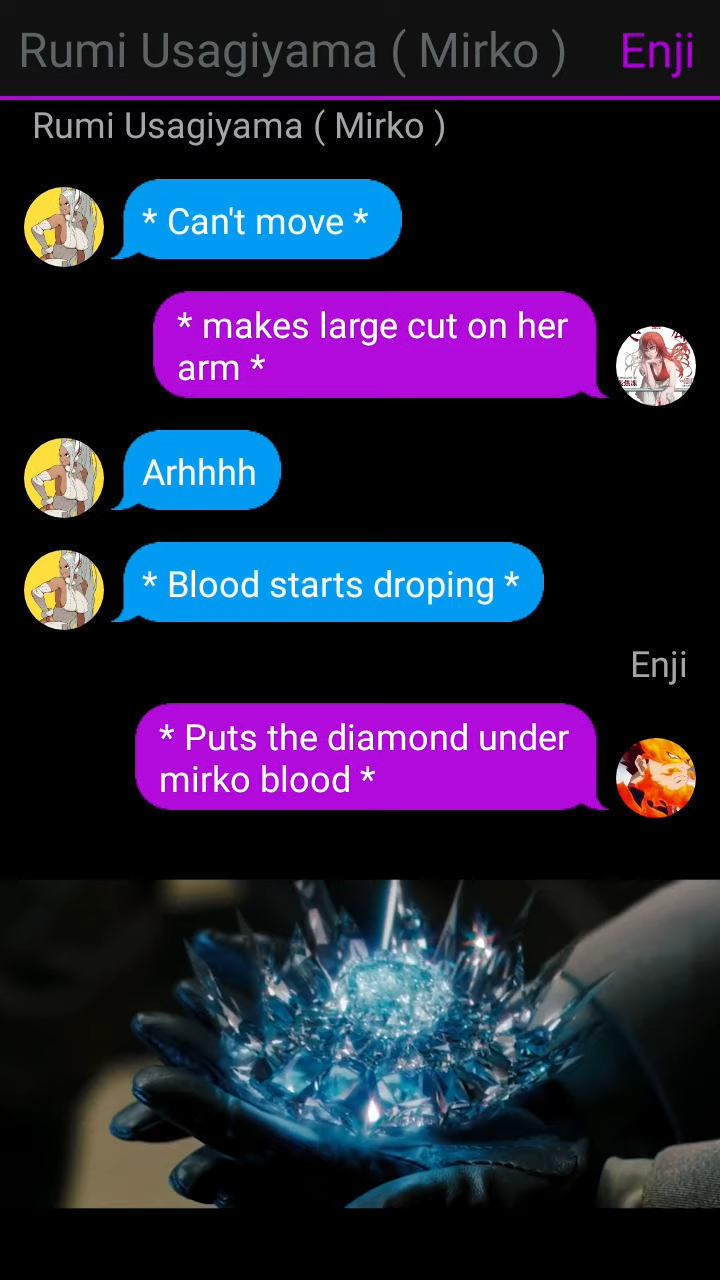 Rumi Usagiyama ( Mirko ) Enji
Rumi Usagiyama ( Mirko )
* Can't move *
* makes large cut on her
arm *
Arhhhh
* Blood starts droping *
Enji
* Puts the diamond under
mirko blood *